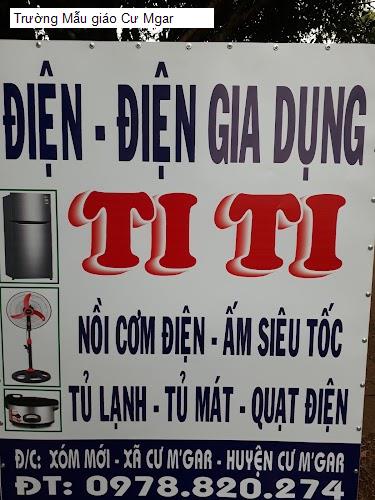 Trường Mẫu giáo Cư Mgar
ĐIỆN - ĐIỆN GIA DỤNG
TI TI
NỒI CƠM ĐIỆN - ẤM SIÊU TỐC
TỦ LẠNH - TỦ MÁT - QUẠT ĐIỆN
Đ/C: XÓM MỚI - XÃ CƯ M'GAR - HUYỆN CƯ M'GAR
ĐT: 0978.820.274